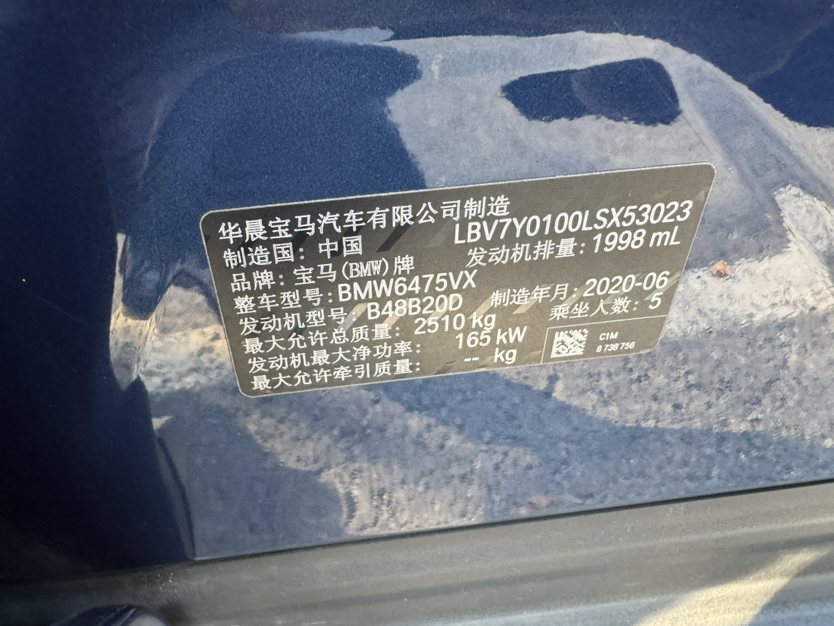 华晨宝马汽车有限公司制造
LBV7Y0100LSX53023
制造国: 中国
发动机排量: 1998 mL
品牌: 宝马(BMW)牌
整车型号: BMW6475VX
制造年月: 2020-06
发动机型号: B48B20D
乘坐人数: 5
最大允许总质量: 2510 kg
发动机最大净功率: 165 kW
最大允许牵引质量: -- kg
C1M
8 738 756